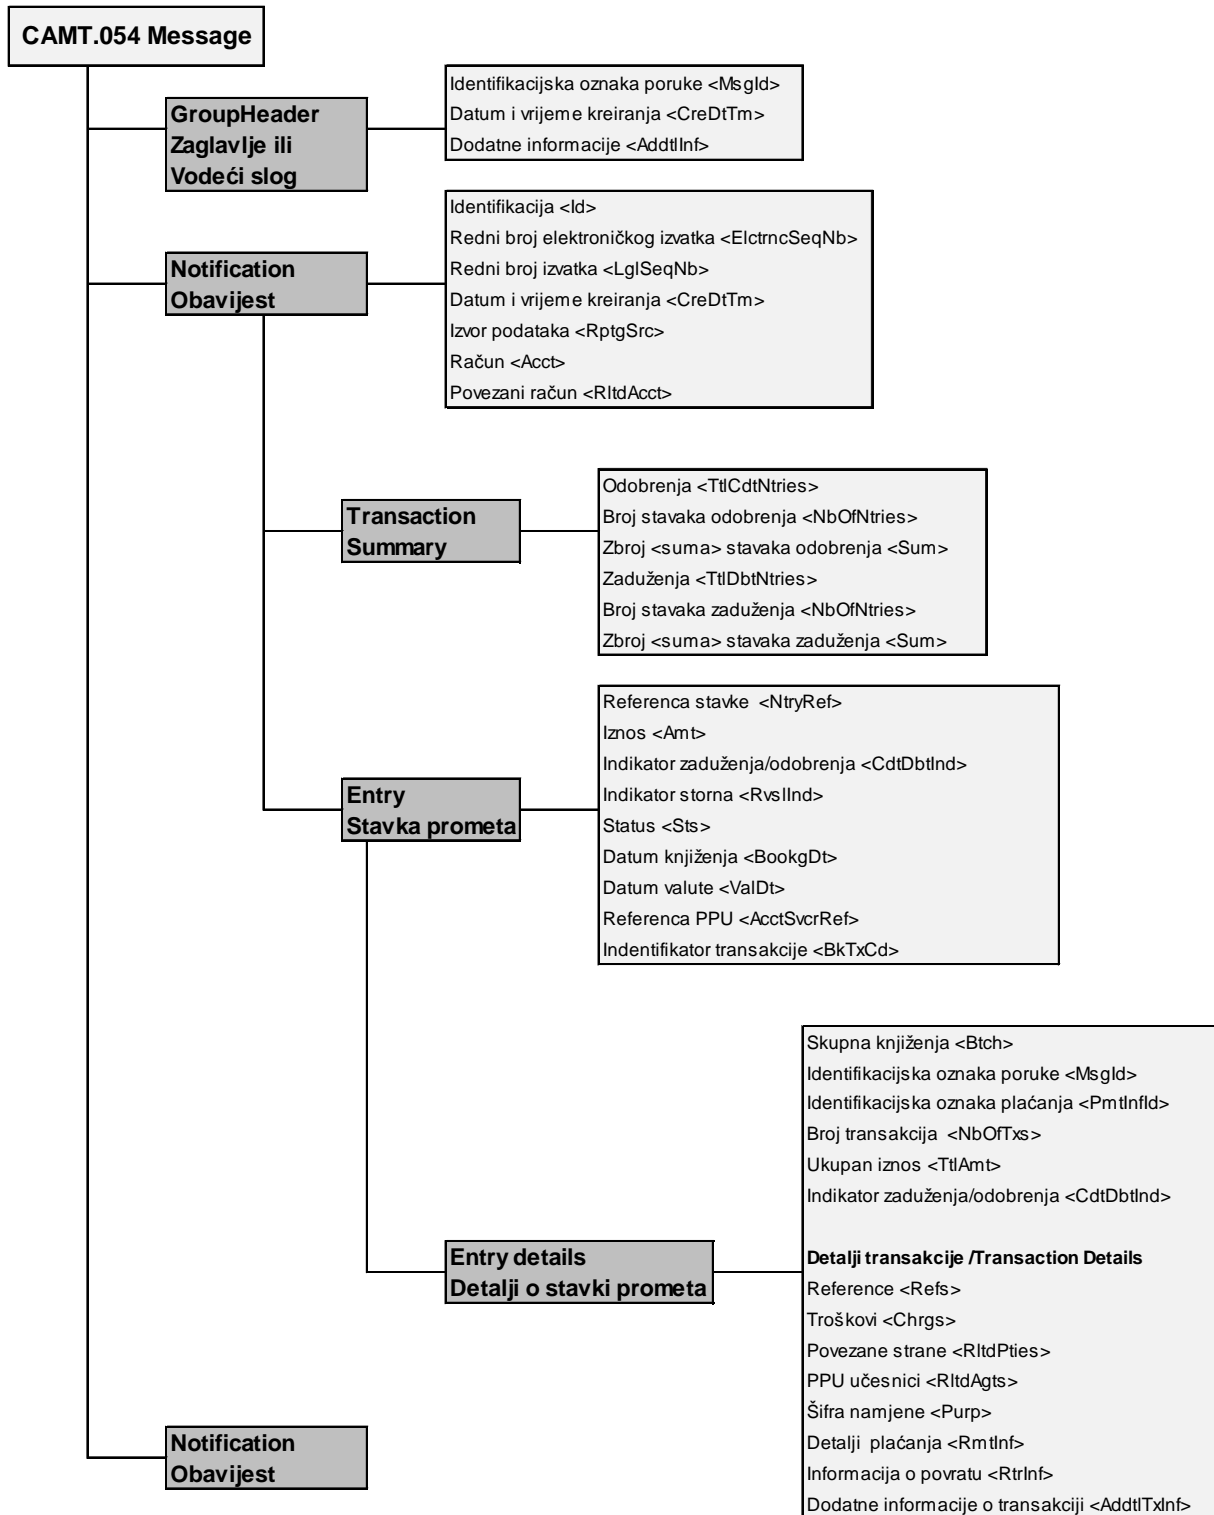 CAMT.054 Message
GroupHeader
Zaglavlje ili
Vodeći slog
Identifikacijska oznaka poruke <MsgId>
Datum i vrijeme kreiranja <CreDtTm>
Dodatne informacije <AddtlInf>
Notification
Obavijest
Identifikacija <Id>
Redni broj elektroničkog izvatka <ElctrncSeqNb>
Redni broj izvatka <LglSeqNb>
Datum i vrijeme kreiranja <CreDtTm>
Izvor podataka <RptgSrc>
Račun <Acct>
Povezani račun <RltdAcct>
Transaction
Summary
Odobrenja <TtlCdtNtries>
Broj stavaka odobrenja <NbOfNtries>
Zbroj <suma> stavaka odobrenja <Sum>
Zaduženja <TtlDbtNtries>
Broj stavaka zaduženja <NbOfNtries>
Zbroj <suma> stavaka zaduženja <Sum>
Entry
Stavka prometa
Referenca stavke <NtryRef>
Iznos <Amt>
Indikator zaduženja/odobrenja <CdtDbtInd>
Indikator storna <RvslInd>
Status <Sts>
Datum knjiženja <BookgDt>
Datum valute <ValDt>
Referenca PPU <AcctSvcrRef>
Indentifikator transakcije <BkTxCd>
Entry details
Detalji o stavki prometa
Skupna knjiženja <Btch>
Identifikacijska oznaka poruke <MsgId>
Identifikacijska oznaka plaćanja <PmtInfId>
Broj transakcija <NbOfTxs>
Ukupan iznos <TtlAmt>
Indikator zaduženja/odobrenja <CdtDbtInd>
Detalji transakcije /Transaction Details
Reference <Refs>
Troškovi <Chrgs>
Povezane strane <RltdPties>
PPU učesnici <RltdAgts>
Šifra namjene <Purp>
Detalji plaćanja <RmtInf>
Informacija o povratu <RtrInf>
Dodatne informacije o transakciji <AddtlTxInf>
Notification
Obavijest